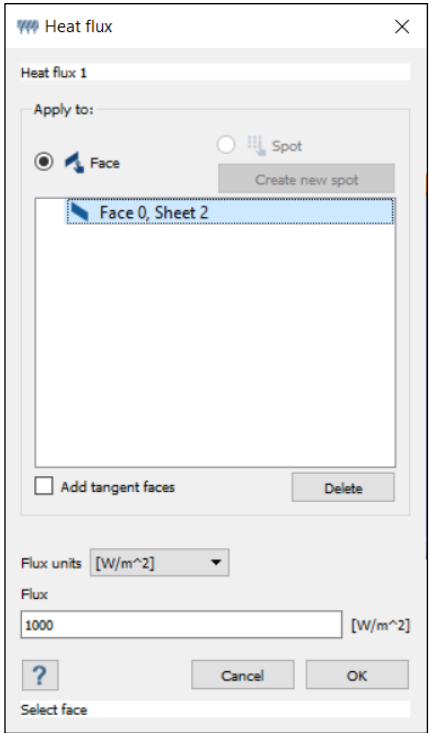 Heat flux
Heat flux 1
Apply to:
Face
Spot
Create new spot
Face 0, Sheet 2
Add tangent faces
Delete
Flux units [W/m^2]
Flux
1000 [W/m^2]
? Cancel OK
Select face